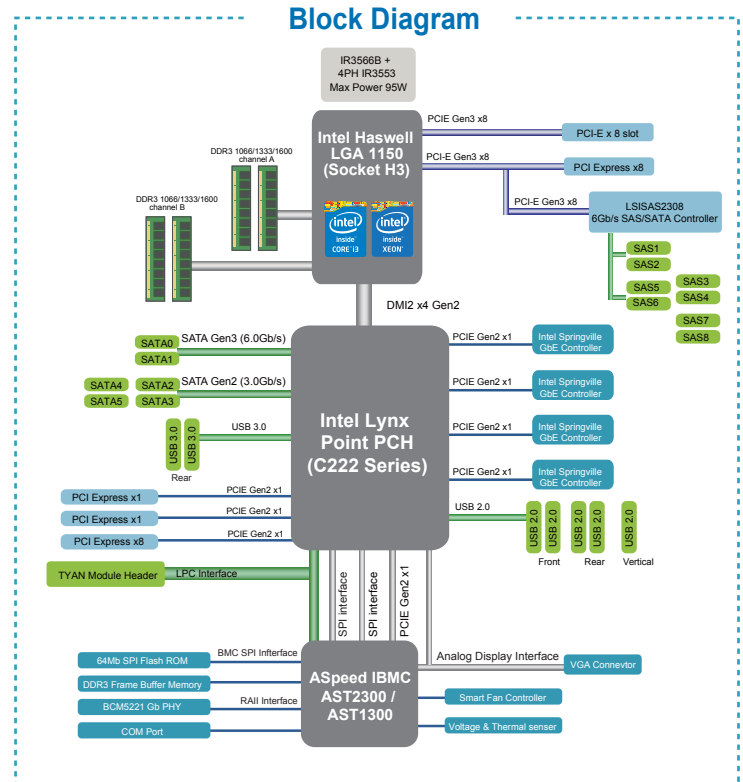 Block Diagram
IR3566B +
4PH IR3553
Max Power 95W
Intel Haswell
LGA 1150
(Socket H3)
(intel)
inside™
CORE™ i3
(intel)
inside™
XEON™
DDR3 1066/1333/1600
channel A
DDR3 1066/1333/1600
channel B
PCIE Gen3 x8
PCI-E x 8 slot
PCI-E Gen3 x8
PCI Express x8
PCI-E Gen3 x8
LSISAS2308
6Gb/s SAS/SATA Controller
SAS1
SAS2
SAS3
SAS4
SAS5
SAS6
SAS7
SAS8
DMI2 x4 Gen2
Intel Lynx
Point PCH
(C222 Series)
SATA0
SATA1
SATA Gen3 (6.0Gb/s)
SATA4
SATA2
SATA5
SATA3
SATA Gen2 (3.0Gb/s)
USB 3.0
USB 3.0
Rear
USB 3.0
PCI Express x1
PCIE Gen2 x1
PCI Express x1
PCIE Gen2 x1
PCI Express x8
PCIE Gen2 x1
PCIE Gen2 x1
Intel Springville
GbE Controller
PCIE Gen2 x1
Intel Springville
GbE Controller
PCIE Gen2 x1
Intel Springville
GbE Controller
PCIE Gen2 x1
Intel Springville
GbE Controller
USB 2.0
USB 2.0
USB 2.0
USB 2.0
USB 2.0
USB 2.0
Front
Rear
Vertical
TYAN Module Header
LPC Interface
SPI interface
SPI interface
PCIE Gen2 x1
Analog Display Interface
VGA Connevtor
ASpeed IBMC
AST2300 /
AST1300
64Mb SPI Flash ROM
BMC SPI Infterface
DDR3 Frame Buffer Memory
BCM5221 Gb PHY
RAII Interface
COM Port
Smart Fan Controller
Voltage & Thermal senser